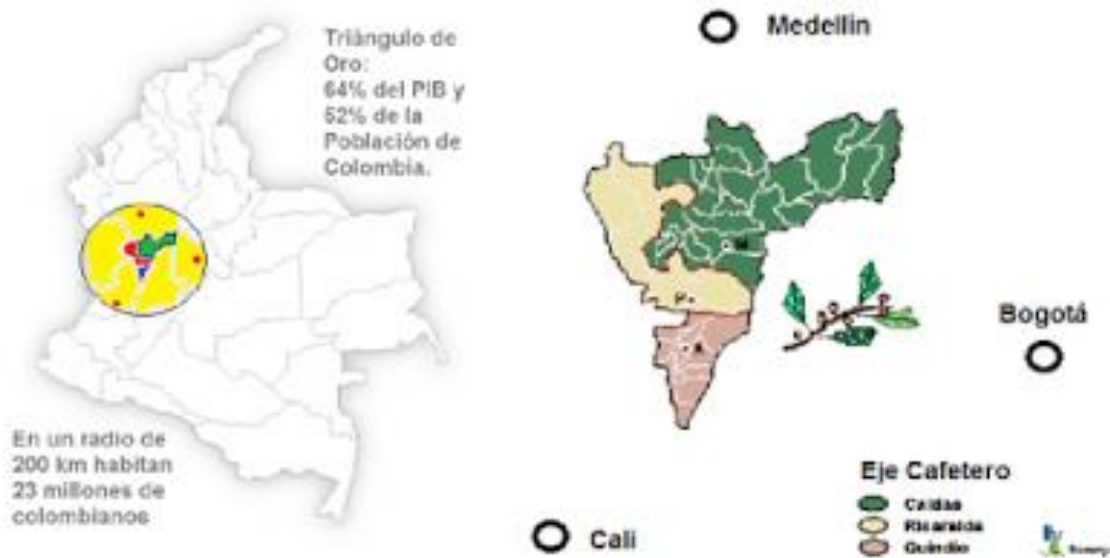 Triángulo de
Oro:
64% del PIB y
52% de la
Población de
Colombia.
En un radio de
200 km habitan
23 millones de
colombianos
Medellin
M
P
A
Bogotá
Cali
Eje Cafetero
Caldas
Risaralda
Quindio